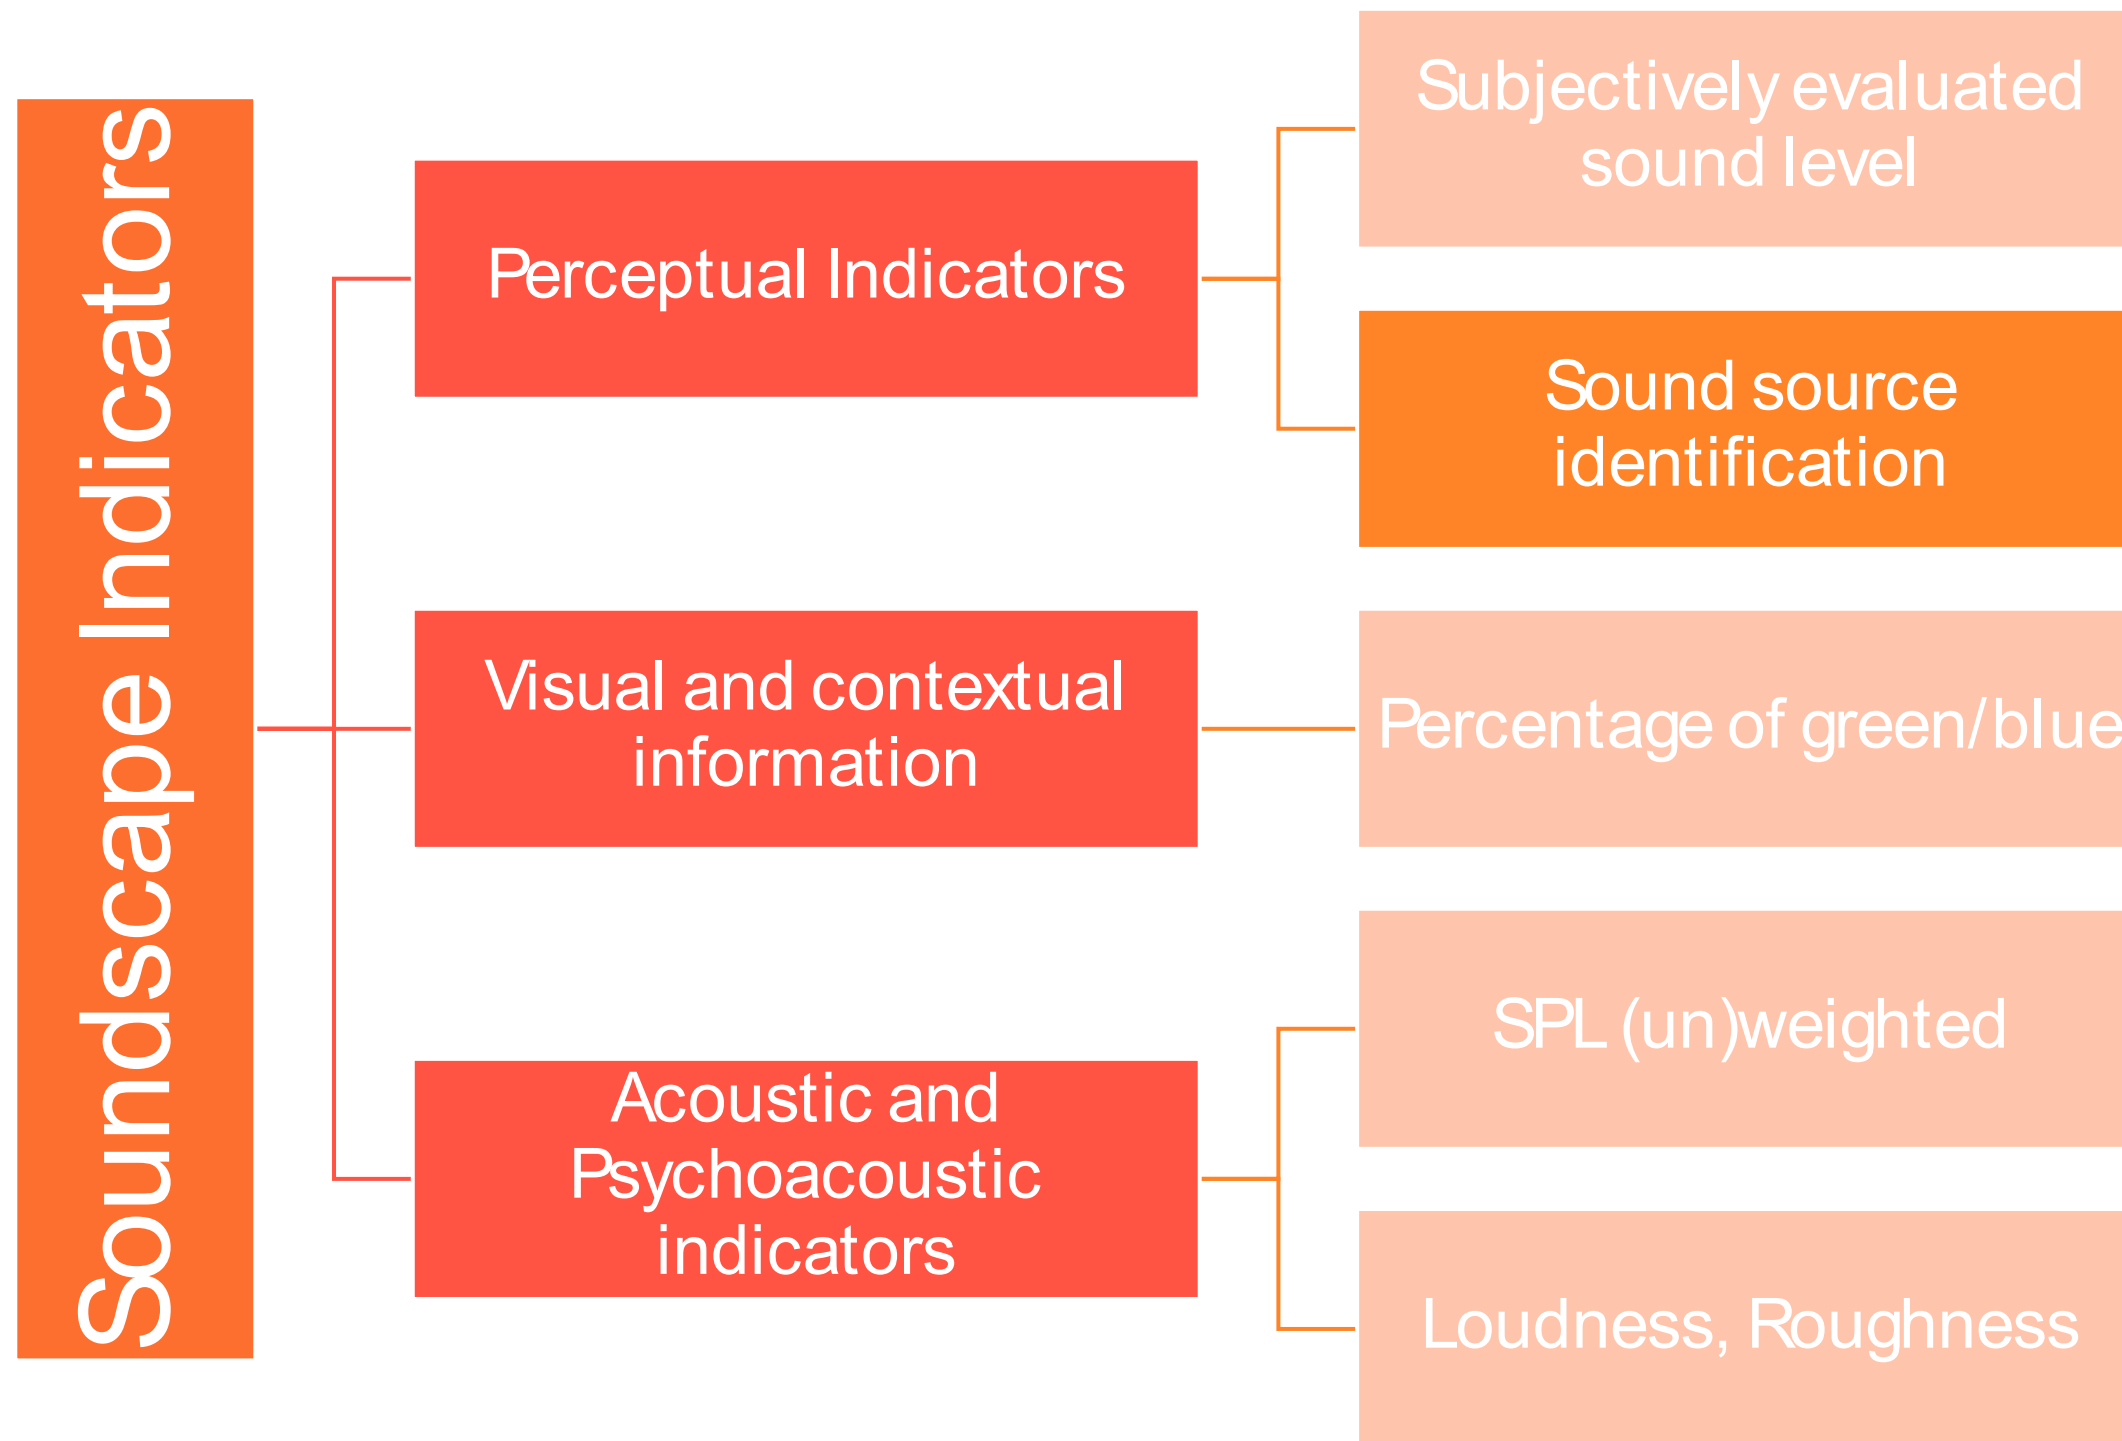 Soundscape Indicators
Perceptual Indicators
Subjectively evaluated
sound level
Sound source
identification
Visual and contextual
information
Percentage of green/blue
Acoustic and
Psychoacoustic
indicators
SPL (un)weighted
Loudness, Roughness